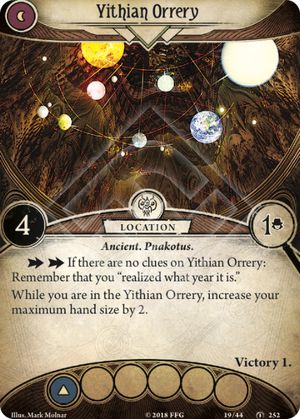 Yithian Orrery
4
LOCATION
1
Ancient. Pnakotus.
If there are no clues on Yithian Orrery:
Remember that you “realized what year it is.”
While you are in the Yithian Orrery, increase your
maximum hand size by 2.
Victory 1.
Illus. Mark Molnar © 2018 FFG 19/44 252